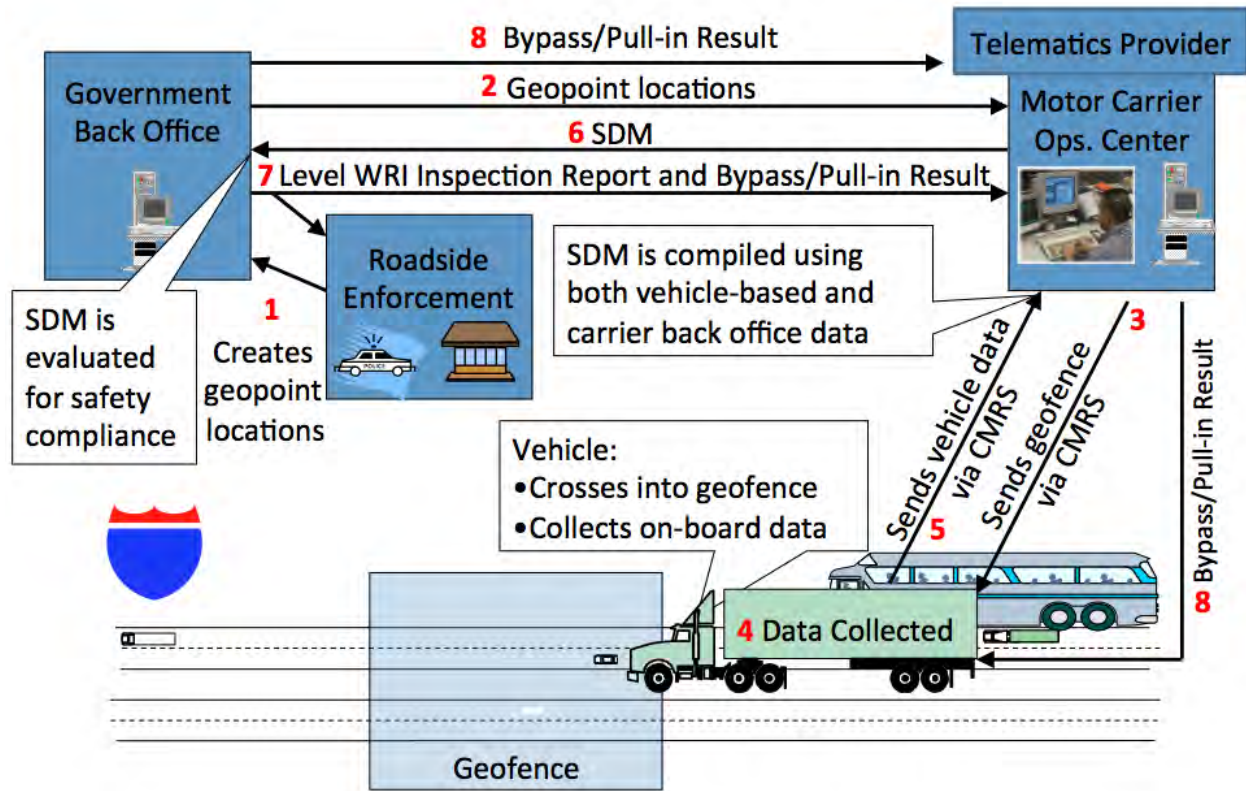 8 Bypass/Pull-in Result
Telematics Provider
Government
Back Office
2 Geopoint locations
Motor Carrier
Ops. Center
6 SDM
7 Level WRI Inspection Report and Bypass/Pull-in Result
Roadside
Enforcement
POLICE
SDM is compiled using
both vehicle-based and
carrier back office data
SDM is
evaluated
for safety
compliance
1
Creates
geopoint
locations
3
Sends vehicle data
via CMRS
5
Sends geofence
via CMRS
8 Bypass/Pull-in Result
Vehicle:
•Crosses into geofence
•Collects on-board data
4 Data Collected
Geofence